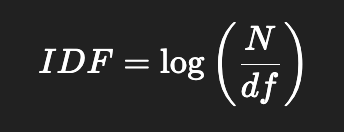 IDF = log(N/df)